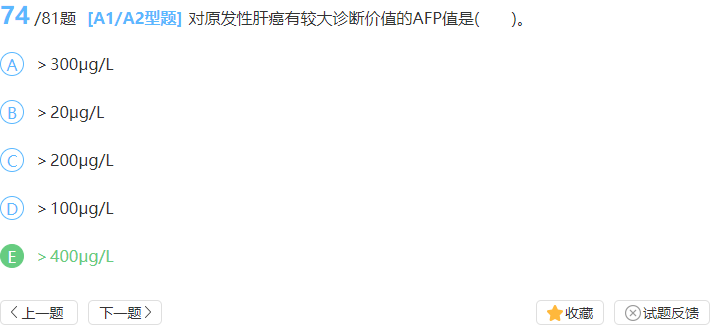 74 /81题 [A1/A2型题] 对原发性肝癌有较大诊断价值的AFP值是(　　)。
A ＞300μg/L
B ＞20μg/L
C ＞200μg/L
D ＞100μg/L
E ＞400μg/L
上一题 下一题 收藏 试题反馈